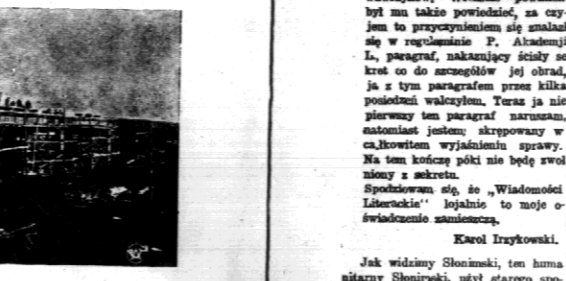 był mu także powiedzieć, za czy-
jem to przyczynieniem się znalazł
się w regulaminie P. Akademji
L., paragraf, nakazujący ścisły se
kret co do szczegółów jej obrad,
ja z tym paragrafem przez kilka
posiedzeń walczyłem. Teraz ja nie
pierwszy ten paragraf naruszam,
natomiast jestem skrępowany w
całkowitem wyjaśnieniu sprawy.
Na tem kończę póki nie będę zwol
niony z sekretu.
Spodziewam się, że „Wiadomości
Literackie" lojalnie to moje o-
świadczenie zamieszczą.
Karol Irzykowski.
Jak widzimy Słonimski, ten huma
nitarny Słonimski, użył starego spo-